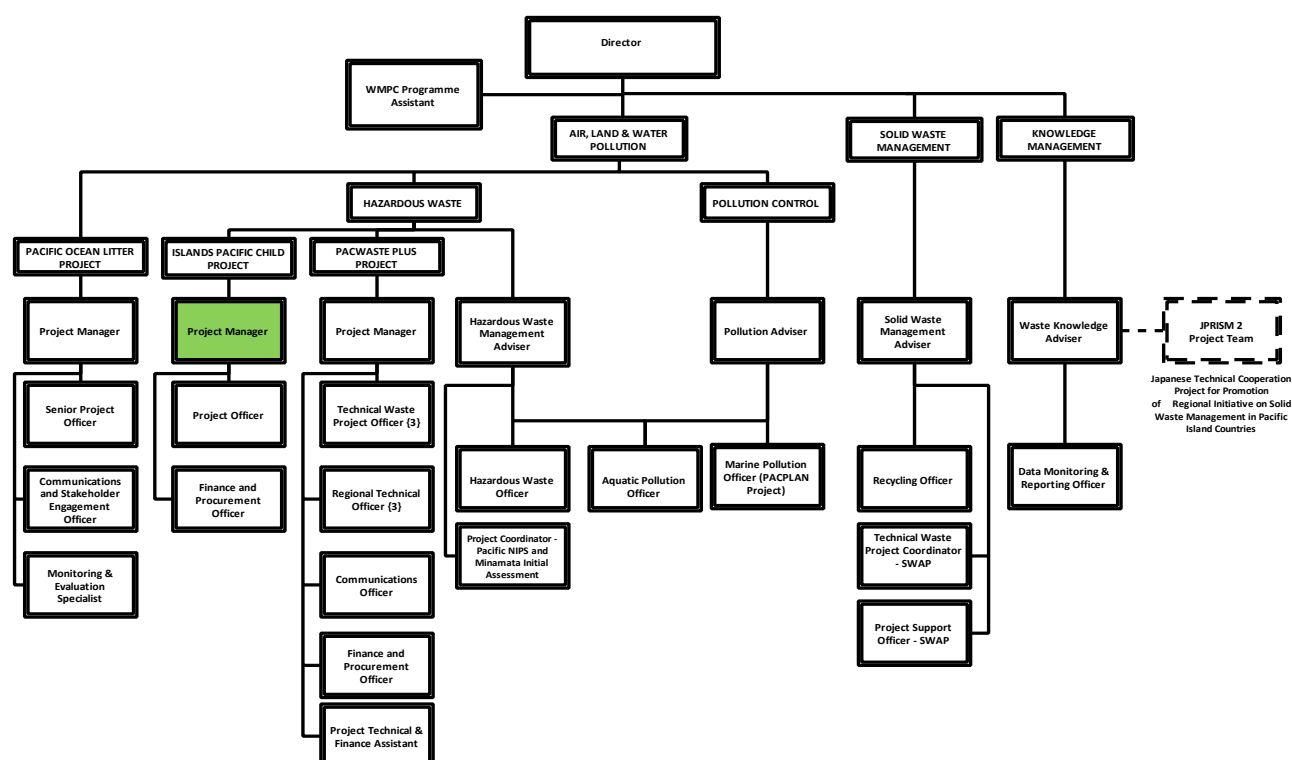 Director
WMPC Programme
Assistant
AIR, LAND & WATER
POLLUTION
SOLID WASTE
MANAGEMENT
KNOWLEDGE
MANAGEMENT
HAZARDOUS WASTE
POLLUTION CONTROL
PACIFIC OCEAN LITTER
PROJECT
ISLANDS PACIFIC CHILD
PROJECT
PACWASTE PLUS
PROJECT
Project Manager
Project Manager
Project Manager
Hazardous Waste
Management
Adviser
Pollution Adviser
Solid Waste
Management
Adviser
Waste Knowledge
Adviser
JPRISM 2
Project Team
Japanese Technical Cooperation
Project for Promotion
of Regional Initiative on Solid
Waste Management in Pacific
Island Countries
Senior Project
Officer
Project Officer
Technical Waste
Project Officer {3}
Communications
and Stakeholder
Engagement
Officer
Finance and
Procurement
Officer
Regional Technical
Officer {3}
Hazardous Waste
Officer
Aquatic Pollution
Officer
Marine Pollution
Officer (PACPLAN
Project)
Recycling Officer
Data Monitoring &
Reporting Officer
Monitoring &
Evaluation
Specialist
Communications
Officer
Project Coordinator -
Pacific NIPS and
Minamata Initial
Assessment
Technical Waste
Project Coordinator
- SWAP
Finance and
Procurement
Officer
Project Support
Officer - SWAP
Project Technical &
Finance Assistant